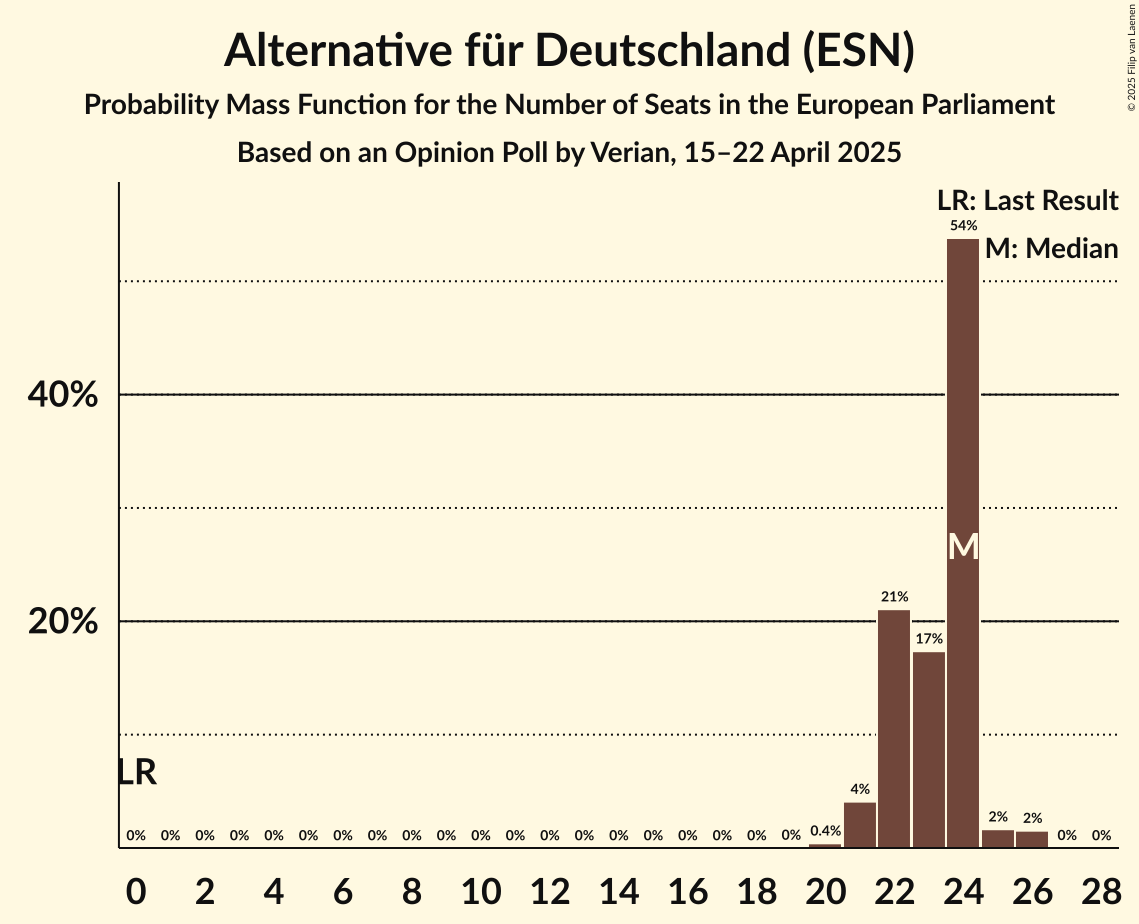 Alternative für Deutschland (ESN)
Probability Mass Function for the Number of Seats in the European Parliament
Based on an Opinion Poll by Verian, 15–22 April 2025
© 2025 Filip van Laenen
LR: Last Result
M: Median
54%
40%
M
21%
20%
17%
LR
4%
0% 0% 0% 0% 0% 0% 0% 0% 0% 0% 0% 0% 0% 0% 0% 0% 0% 0% 0% 0% 0.4% 2% 2% 0% 0%
0 2 4 6 8 10 12 14 16 18 20 22 24 26 28